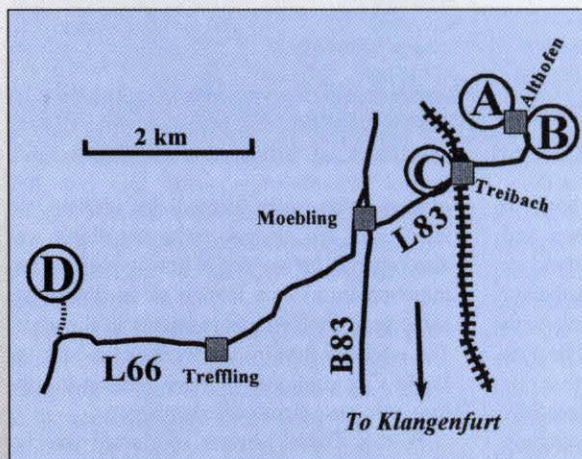 Althofen
A
B
2 km
C
Treibach
Moebling
L83
D
B83
L66
Treffling
To Klangenfurt